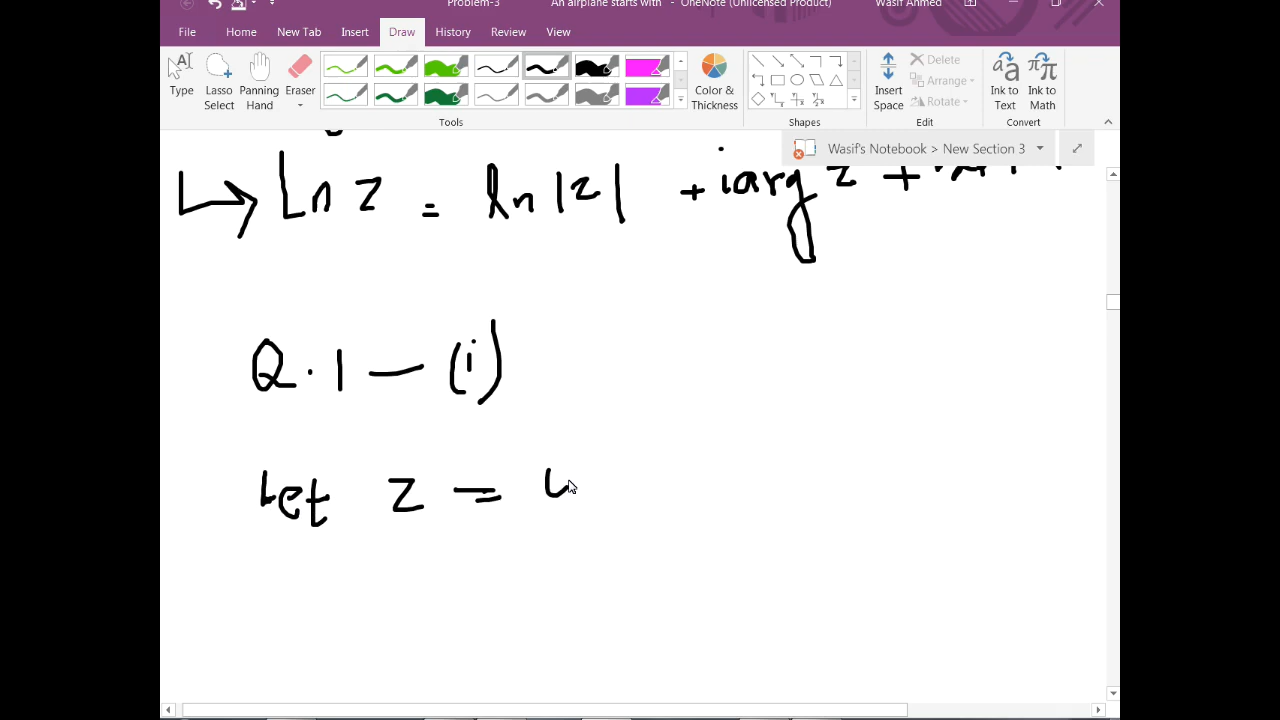 Problem-3 An airplane starts with - OneNote (Unlicensed Product) Wasif Ahmed
File Home New Tab Insert Draw History Review View
Type Lasso Select Panning Hand Eraser Color & Thickness Insert Space Delete Arrange Rotate Ink to Text Ink to Math
Tools Shapes Edit Convert
Wasif's Notebook > New Section 3
↳ Ln z = ln |z| + i arg z +
Q.1 — (i)
Let z =